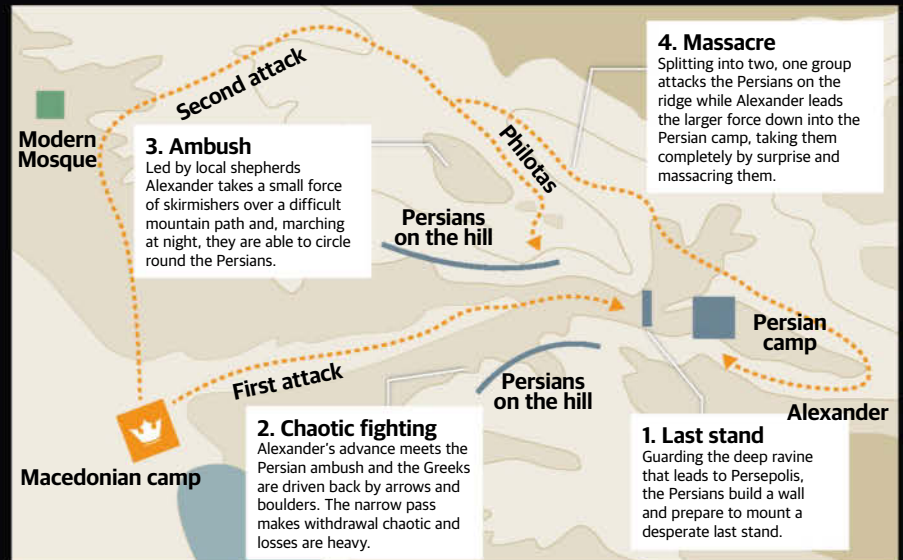 4. Massacre
Splitting into two, one group
attacks the Persians on the
ridge while Alexander leads
the larger force down into the
Persian camp, taking them
completely by surprise and
massacring them.
Second attack
Modern
Mosque
3. Ambush
Led by local shepherds
Alexander takes a small force
of skirmishers over a difficult
mountain path and, marching
at night, they are able to circle
round the Persians.
Philotas
Persians
on the hill
Persian
camp
First attack
Persians
on the hill
Alexander
Macedonian camp
2. Chaotic fighting
Alexander's advance meets the
Persian ambush and the Greeks
are driven back by arrows and
boulders. The narrow pass
makes withdrawal chaotic and
losses are heavy.
1. Last stand
Guarding the deep ravine
that leads to Persepolis,
the Persians build a wall
and prepare to mount a
desperate last stand.